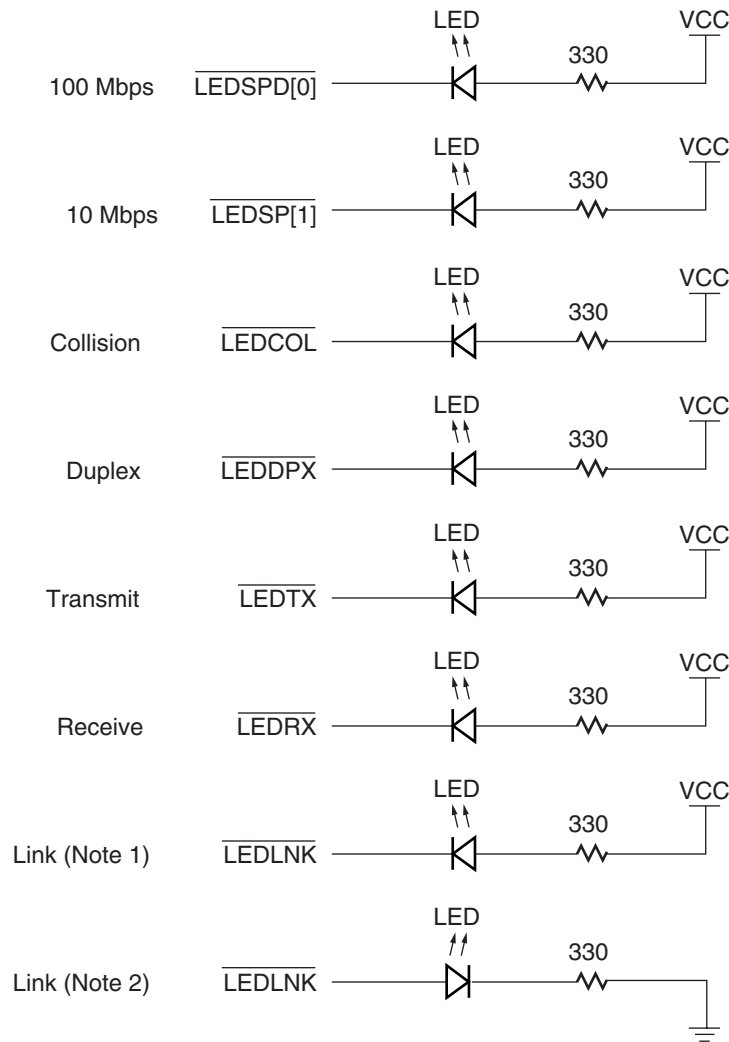 LED VCC
330
100 Mbps LEDSPD[0]
LED VCC
330
10 Mbps LEDSP[1]
LED VCC
330
Collision LEDCOL
LED VCC
330
Duplex LEDDPX
LED VCC
330
Transmit LEDTX
LED VCC
330
Receive LEDRX
LED VCC
330
Link (Note 1) LEDLNK
LED
330
Link (Note 2) LEDLNK